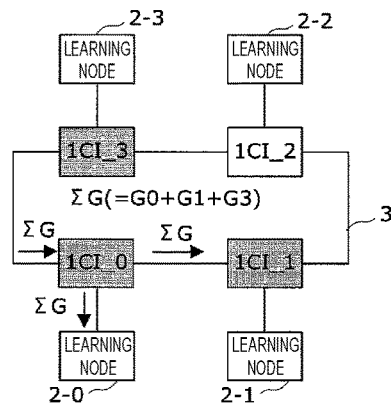 2-3
2-2
LEARNING
NODE
LEARNING
NODE
1CI_3
1CI_2
ΣG(=G0+G1+G3)
3
ΣG
ΣG
1CI_0
1CI_1
ΣG
LEARNING
NODE
LEARNING
NODE
2-0
2-1